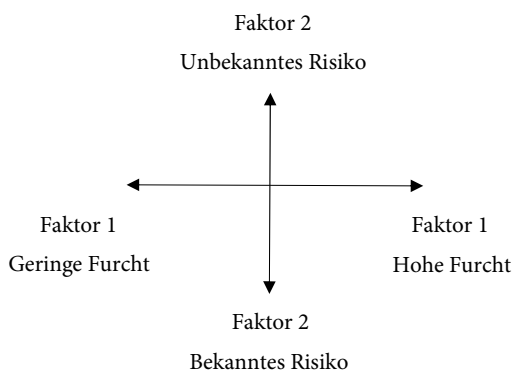 Faktor 2
Unbekanntes Risiko
Faktor 1
Geringe Furcht
Faktor 1
Hohe Furcht
Faktor 2
Bekanntes Risiko